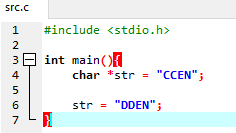 src.c
1 #include <stdio.h>
2
3 int main(){
4 char *str = "CCEN";
5
6 str = "DDEN";
7 }